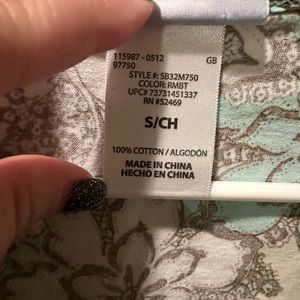 115987 - 0512 GB
97750
STYLE #: SB32M750
COLOR: RMBT
UPC# 73731451337
RN #52469
S/CH
100% COTTON / ALGODÓN
MADE IN CHINA
HECHO EN CHINA